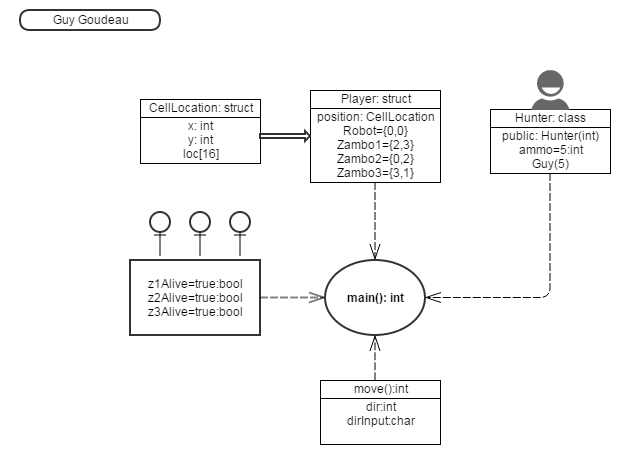 Guy Goudeau
CellLocation: struct
x: int
y: int
loc[16]
Player: struct
position: CellLocation
Robot={0,0}
Zambo1={2,3}
Zambo2={0,2}
Zambo3={3,1}
Hunter: class
public: Hunter(int)
ammo=5:int
Guy(5)
z1Alive=true:bool
z2Alive=true:bool
z3Alive=true:bool
main(): int
move():int
dir:int
dirInput:char